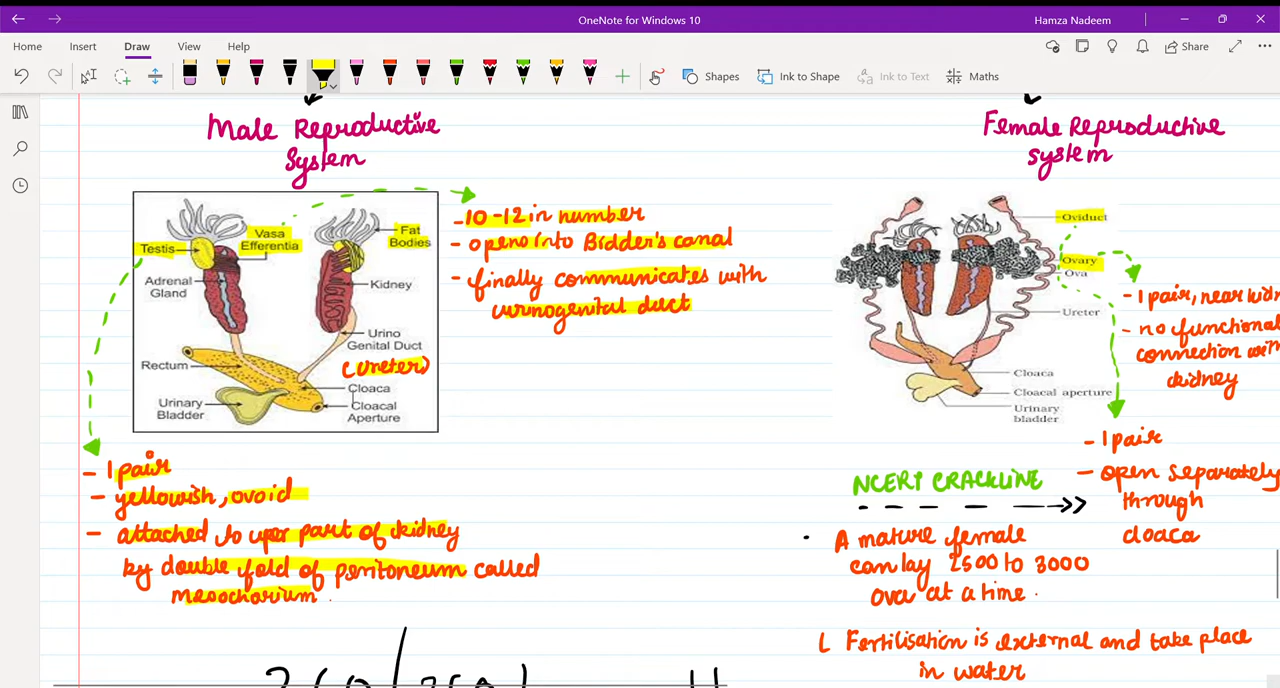 OneNote for Windows 10
Hamza Nadeem
Home Insert Draw View Help
Share
Shapes
Ink to Shape
Ink to Text
Maths
Male Reproductive
System
Testis
Vasa
Efferentia
Fat
Bodies
Adrenal
Gland
Kidney
Urino
Genital Duct
(ureter)
Rectum
Cloaca
Urinary
Bladder
Cloacal
Aperture
- 10-12 in number
- opens into Bidder's canal
- finally communicates with
urnogenital duct
- 1 pair
- yellowish, ovoid
- attached to uper part of kidney
by double fold of peritoneum called
mesocharium
Female Reproductive
system
Oviduct
Ovary
Ova
Ureter
Cloaca
Cloacal aperture
Urinary
bladder
- 1 pair, near kidn
- no functional
connection with
kidney
- 1 pair
- open separately
through
cloaca
NCERT CRACKLINE
A mature female
can lay 2500 to 3000
ova at a time.
Fertilisation is external and take place
in water